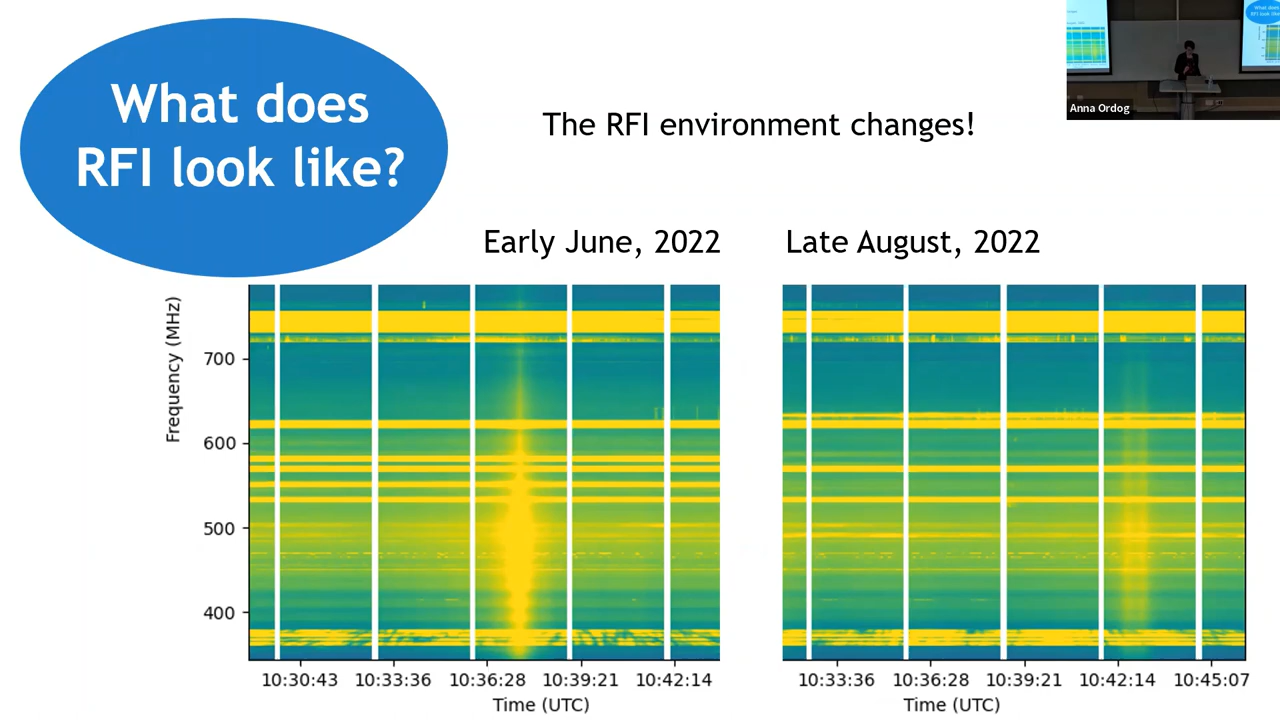 What does
RFI look like?
The RFI environment changes!
Anna Ordog
Early June, 2022
Late August, 2022
Frequency (MHz)
700
600
500
400
10:30:43 10:33:36 10:36:28 10:39:21 10:42:14
Time (UTC)
10:33:36 10:36:28 10:39:21 10:42:14 10:45:07
Time (UTC)